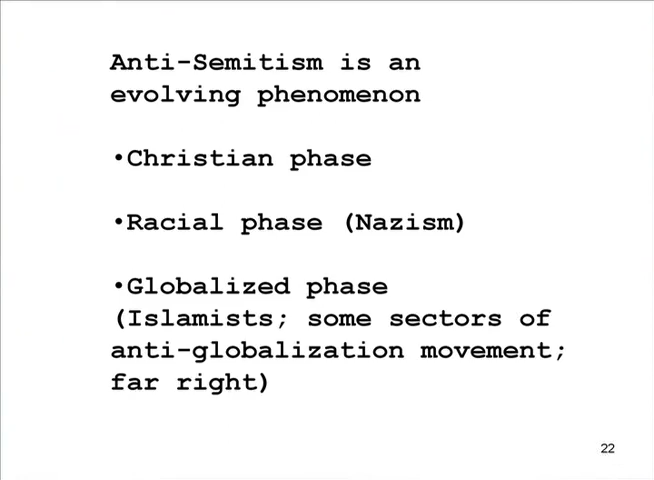 Anti-Semitism is an
evolving phenomenon
•Christian phase
•Racial phase (Nazism)
•Globalized phase
(Islamists; some sectors of
anti-globalization movement;
far right)
22